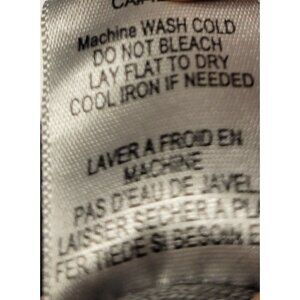 Machine WASH COLD
DO NOT BLEACH
LAY FLAT TO DRY
COOL IRON IF NEEDED
LAVER A FROID EN
MACHINE
PAS D'EAU DE JAVEL
LAISSER SECHER A PL
FER TIEDE SI BESOIN E